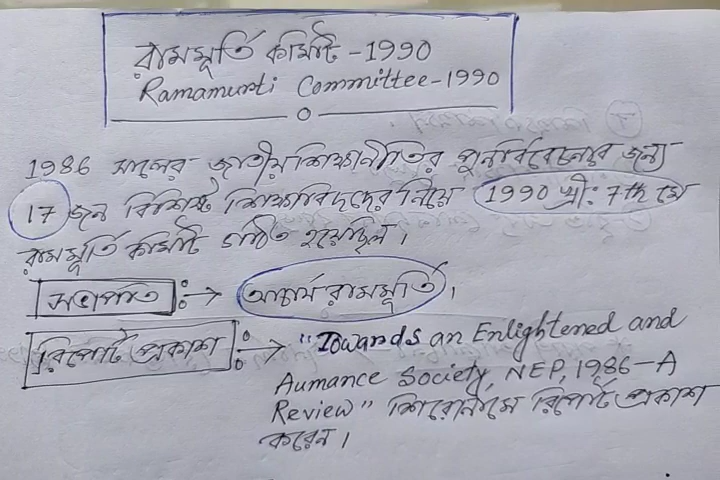 রামমূর্তি কমিটি -1990
Ramamurti Committee-1990
1986 সালের জাতীয় শিক্ষানীতির পুনর্বিবেচনার জন্য
17 জন বিশিষ্ট শিক্ষাবিদদের নিয়ে 1990 খ্রী: 7th মে
রামমূর্তি কমিটি গঠিত হয়েছিল।
সভাপতি :→ আচার্য রামমূর্তি।
রিপোর্ট প্রকাশ :→ "Towards an Enlightened and
Aumance Society, NEP, 1986-A
Review" শিরোনামে রিপোর্ট প্রকাশ
করেন।